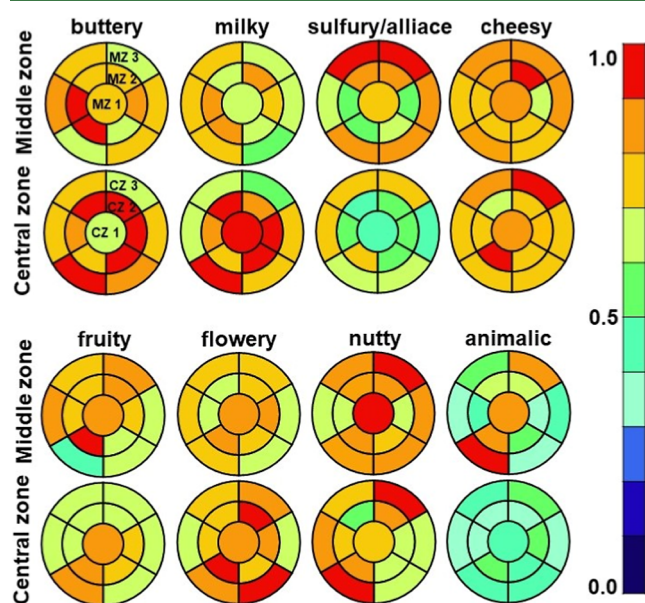 buttery milky sulfury/alliace cheesy
Middle zone
MZ 3
MZ 2
MZ 1
1.0
Central zone
CZ 3
CZ 2
CZ 1
0.5
fruity flowery nutty animalic
Middle zone
Central zone
0.0